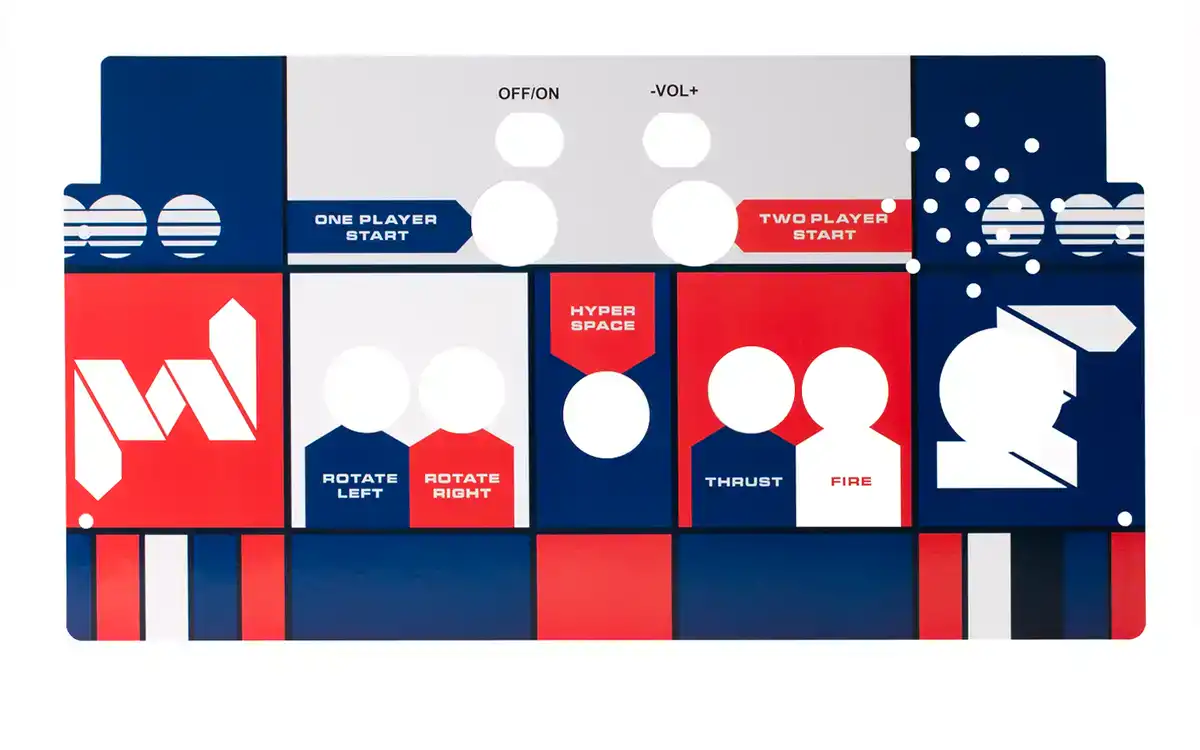 OFF/ON
-VOL+
ONE PLAYER
START
TWO PLAYER
START
HYPER
SPACE
ROTATE
LEFT
ROTATE
RIGHT
THRUST
FIRE